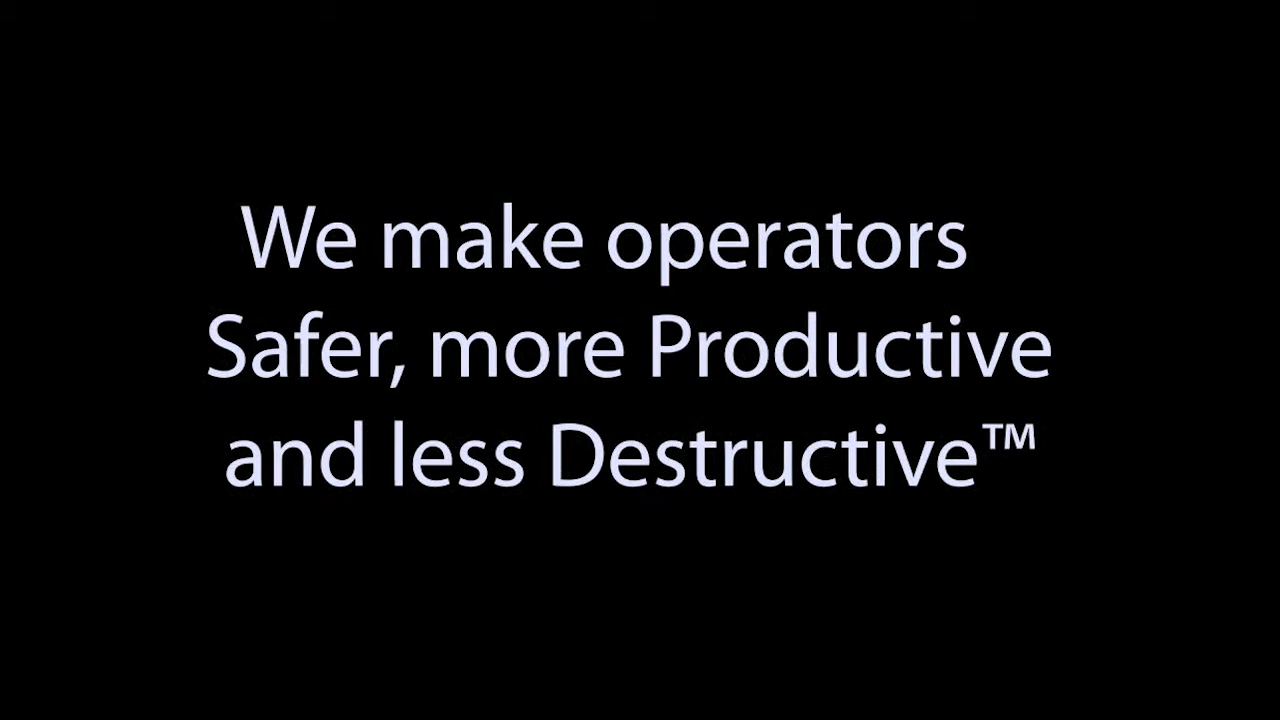 We make operators
Safer, more Productive
and less Destructive™